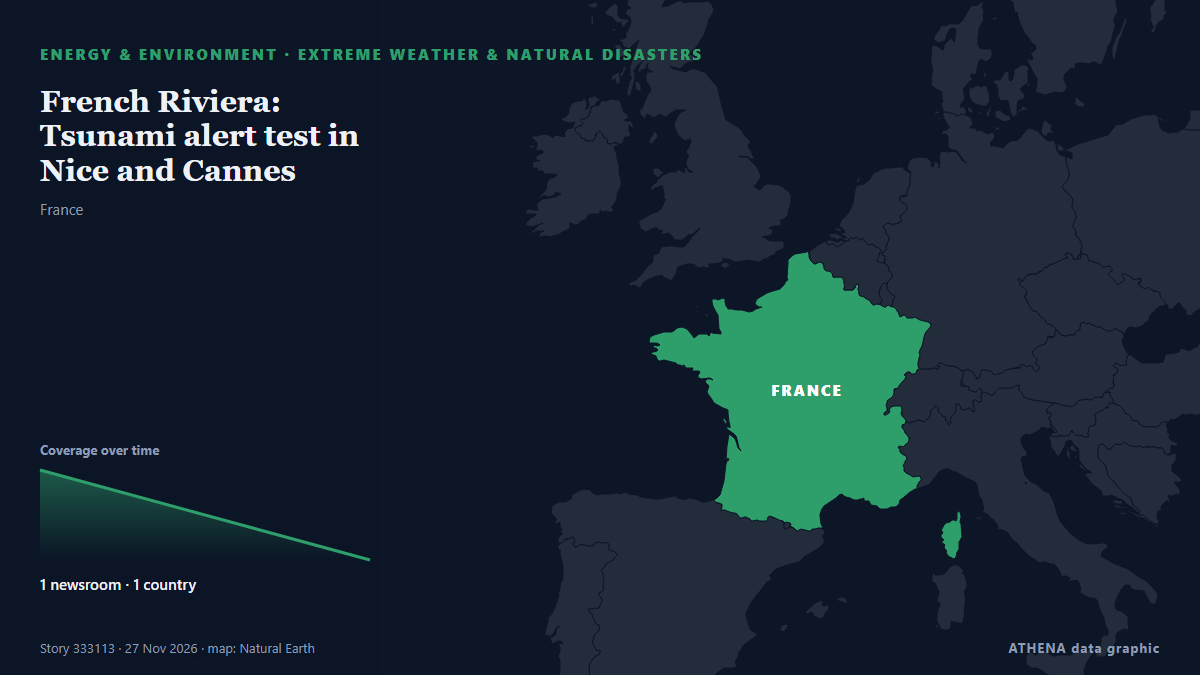 ENERGY & ENVIRONMENT · EXTREME WEATHER & NATURAL DISASTERS
French Riviera:
Tsunami alert test in
Nice and Cannes
France
FRANCE
Coverage over time
1 newsroom · 1 country
Story 333113 · 27 Nov 2026 · map: Natural Earth
ATHENA data graphic